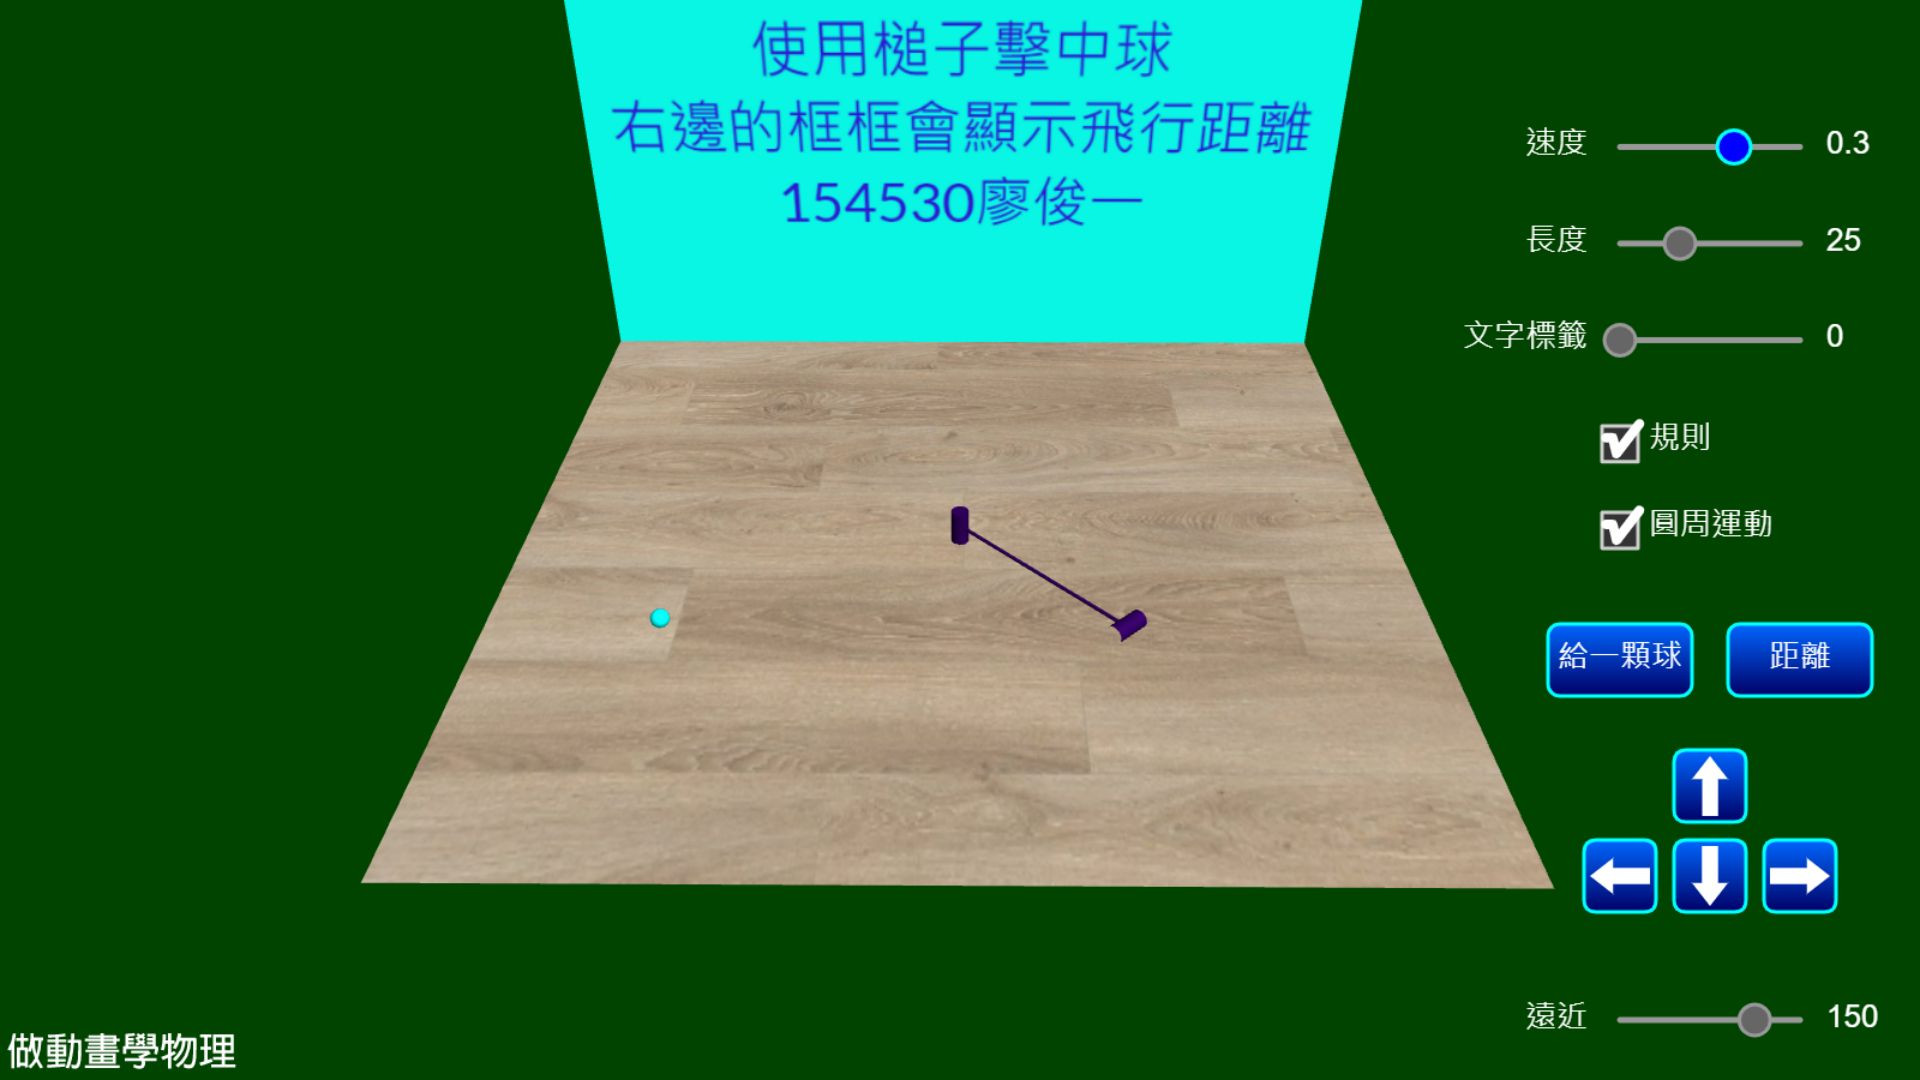 使用槌子擊中球
右邊的框框會顯示飛行距離
154530廖俊一
速度 0.3
長度 25
文字標籤 0
規則
圓周運動
給一顆球 距離
遠近 150
做動畫學物理